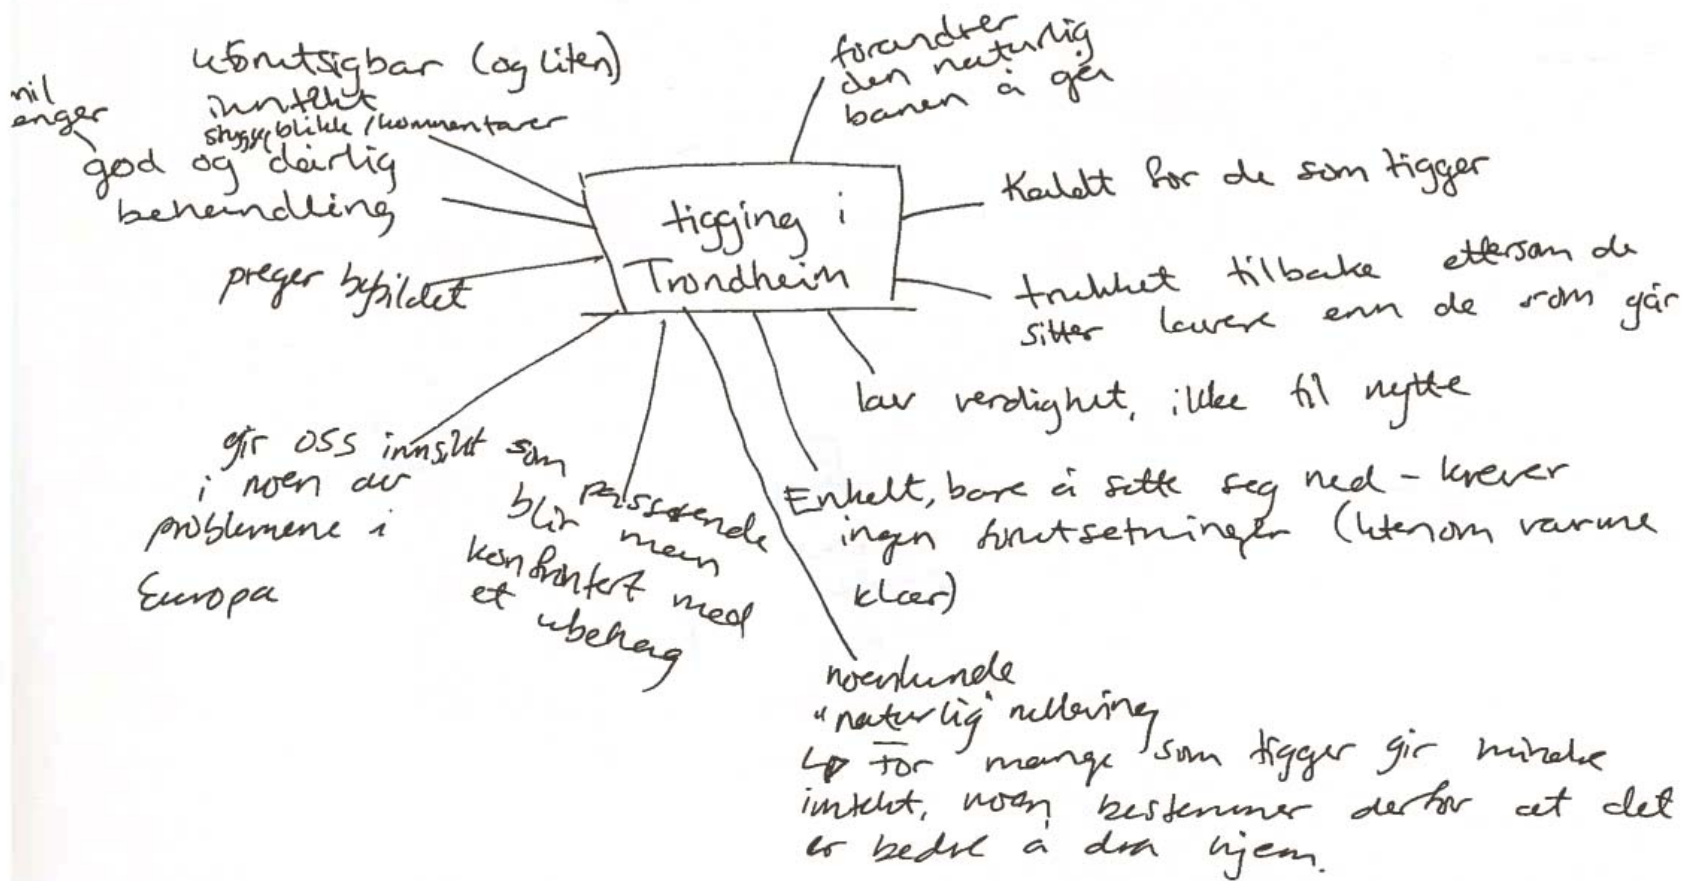 uforutsigbar (og liten)
inntekt
stygge blikk / kommentarer
god og dårlig
behandling
preger bybildet
gir oss innsikt
i noen av
problemene i
Europa
som passerende
blir man
konfrontert med
et ubehag
tigging i
Trondheim
forandrer
den naturlig
banen å gå
Kaldt for de som tigger
trukket tilbake ettersom de
sitter lavere enn de som går
lav verdighet, ikke til nytte
Enkelt, bare å sette seg ned - krever
ingen forutsetninger (utenom varme
klær)
"naturlig"
↳ For mange som tigger gir mindre
inntekt, noen bestemmer derfor at det
er bedre å dra hjem.